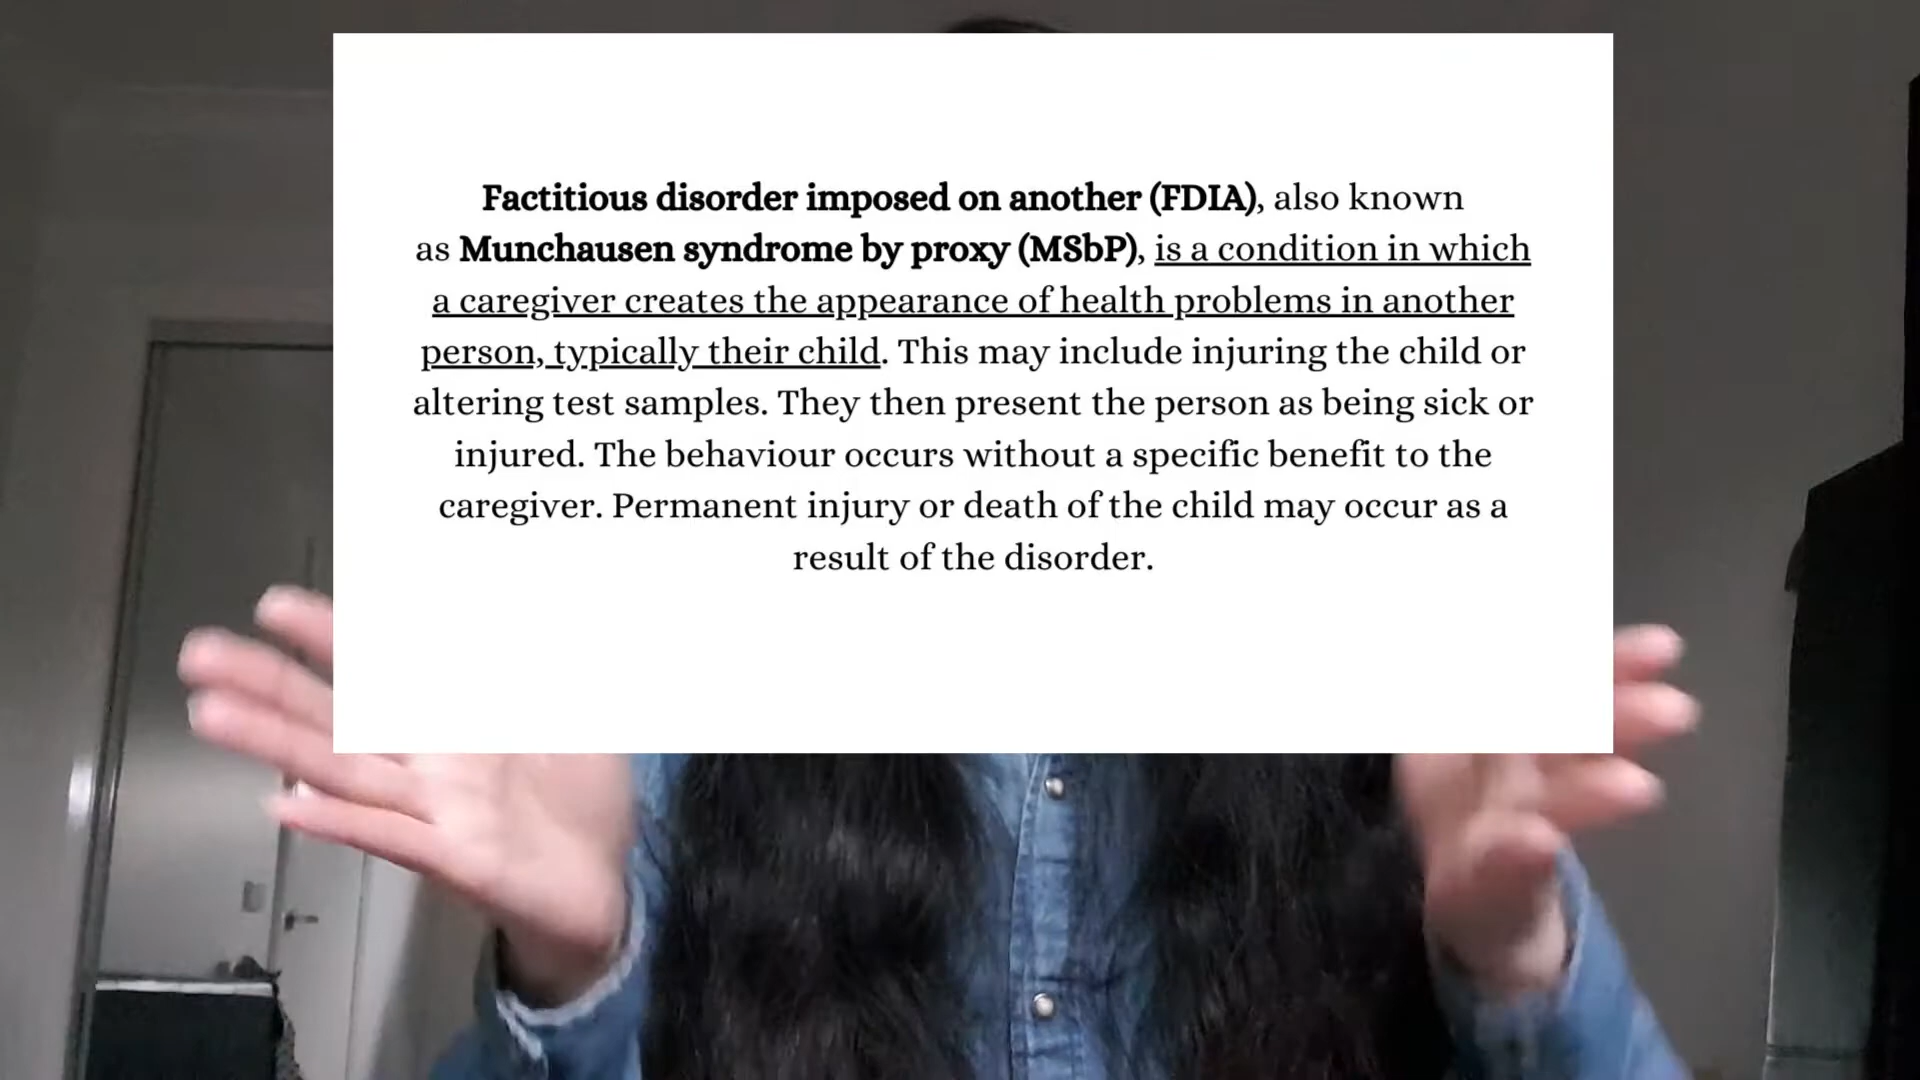 Factitious disorder imposed on another (FDIA), also known
as Munchausen syndrome by proxy (MSbP), is a condition in which
a caregiver creates the appearance of health problems in another
person, typically their child. This may include injuring the child or
altering test samples. They then present the person as being sick or
injured. The behaviour occurs without a specific benefit to the
caregiver. Permanent injury or death of the child may occur as a
result of the disorder.